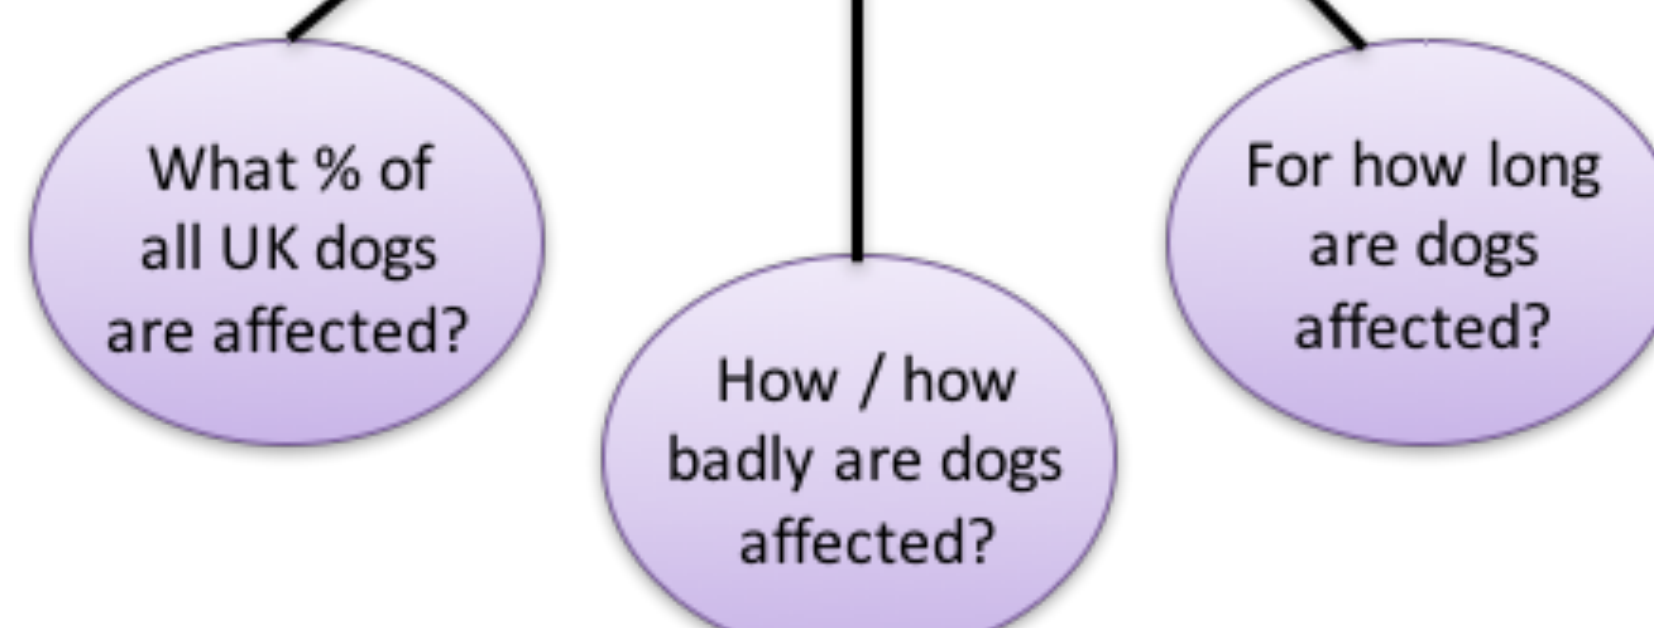 What % of
all UK dogs
are affected?
How / how
badly are dogs
affected?
For how long
are dogs
affected?